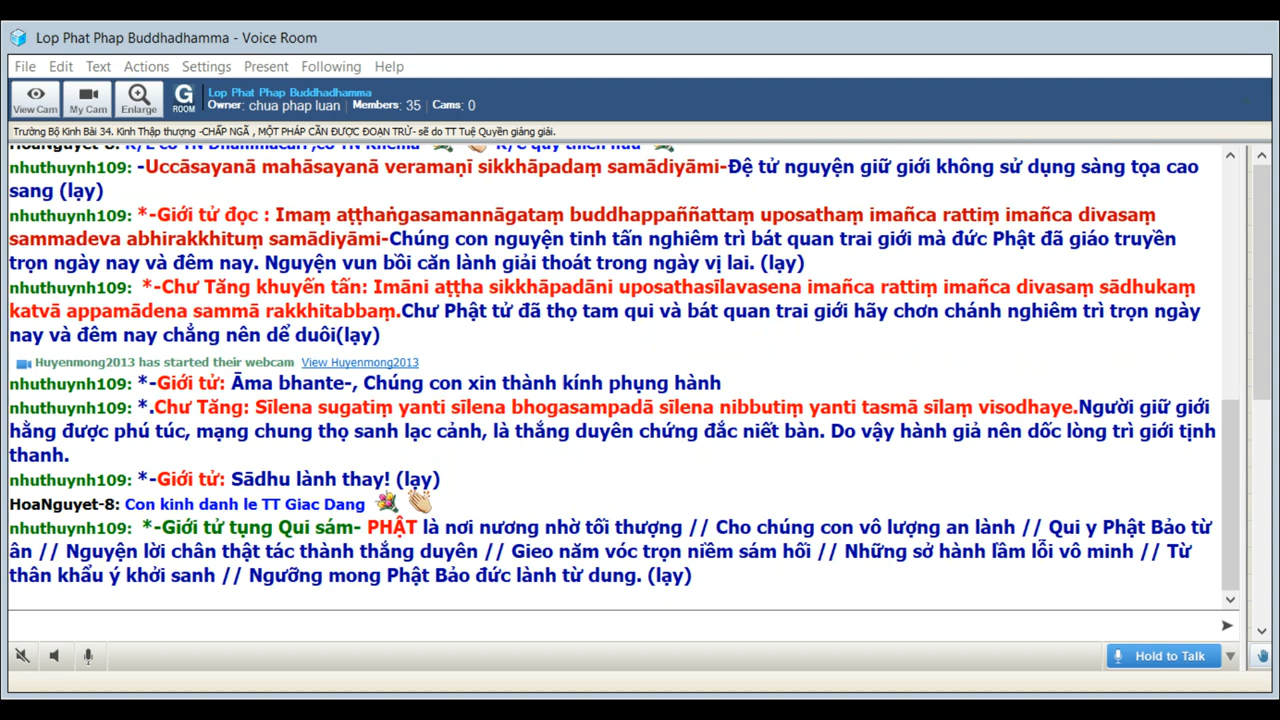 Lop Phat Phap Buddhadhamma - Voice Room
File Edit Text Actions Settings Present Following Help
View Cam My Cam Enlarge G ROOM Lop Phat Phap Buddhadhamma
Owner: chua phap luan | Members: 35 | Cams: 0
Trường Bộ Kinh Bài 34. Kinh Thập thượng -CHẤP NGÃ , MỘT PHÁP CẦN ĐƯỢC ĐOẠN TRỪ- sẽ do TT Tuệ Quyền giảng giải.
nhuthuynh109: -Uccāsayanā mahāsayanā veramaṇī sikkhāpadaṃ samādiyāmi-Đệ tử nguyện giữ giới không sử dụng sàng tọa cao
sang (lạy)
nhuthuynh109: *-Giới tử đọc : Imaṃ aṭṭhaṅgasamannāgataṃ buddhappaññattaṃ uposathaṃ imañca rattiṃ imañca divasaṃ
sammadeva abhirakkhituṃ samādiyāmi-Chúng con nguyện tinh tấn nghiêm trì bát quan trai giới mà đức Phật đã giáo truyền
trọn ngày nay và đêm nay. Nguyện vun bồi căn lành giải thoát trong ngày vị lai. (lạy)
nhuthuynh109: *-Chư Tăng khuyến tấn: Imāni aṭṭha sikkhāpadāni uposathasīlavasena imañca rattiṃ imañca divasaṃ sādhukaṃ
katvā appamādena sammā rakkhitabbaṃ.Chư Phật tử đã thọ tam qui và bát quan trai giới hãy chơn chánh nghiêm trì trọn ngày
nay và đêm nay chẳng nên dể duôi(lạy)
Huyenmong2013 has started their webcam View Huyenmong2013
nhuthuynh109: *-Giới tử: Āma bhante-, Chúng con xin thành kính phụng hành
nhuthuynh109: *.Chư Tăng: Sīlena sugatiṃ yanti sīlena bhogasampadā sīlena nibbutiṃ yanti tasmā sīlaṃ visodhaye.Người giữ giới
hằng được phú túc, mạng chung thọ sanh lạc cảnh, là thắng duyên chứng đắc niết bàn. Do vậy hành giả nên dốc lòng trì giới tịnh
thanh.
nhuthuynh109: *-Giới tử: Sādhu lành thay! (lạy)
HoaNguyet-8: Con kinh danh le TT Giac Dang
nhuthuynh109: *-Giới tử tụng Qui sám- PHẬT là nơi nương nhờ tối thượng // Cho chúng con vô lượng an lành // Qui y Phật Bảo từ
ân // Nguyện lời chân thật tác thành thắng duyên // Gieo năm vóc trọn niềm sám hối // Những sở hành lầm lỗi vô minh // Từ
thân khẩu ý khởi sanh // Ngưỡng mong Phật Bảo đức lành từ dung. (lạy)
Hold to Talk